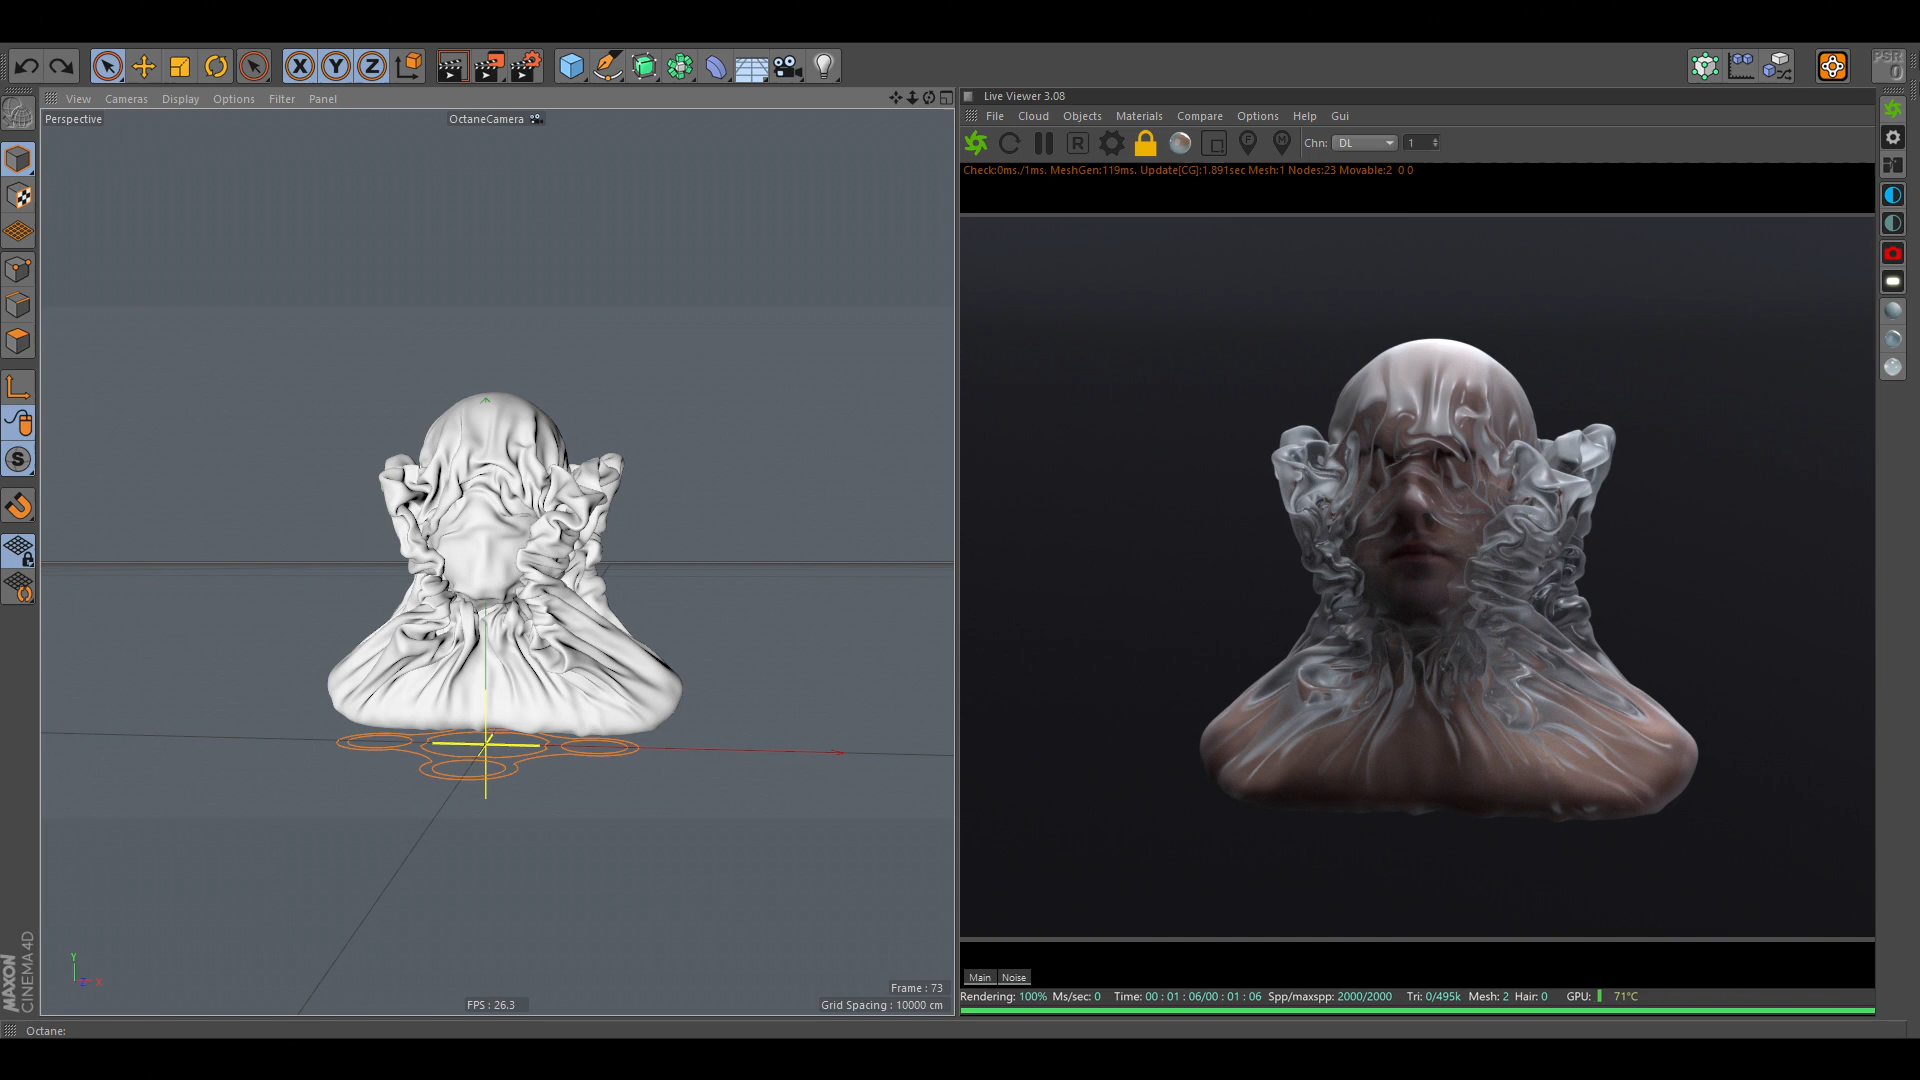 X Y Z
PSR
0
View Cameras Display Options Filter Panel
Perspective
OctaneCamera
Live Viewer 3.08
File Cloud Objects Materials Compare Options Help Gui
R
F
M
Chn: DL 1
Check:0ms./1ms. MeshGen:119ms. Update[CG]:1.891sec Mesh:1 Nodes:23 Movable:2 0 0
S
Y
Z X
MAXON
CINEMA 4D
FPS : 26.3
Frame : 73
Grid Spacing : 10000 cm
Main Noise
Rendering: 100% Ms/sec: 0 Time: 00 : 01 : 06/00 : 01 : 06 Spp/maxspp: 2000/2000 Tri: 0/495k Mesh: 2 Hair: 0 GPU: 71°C
Octane: